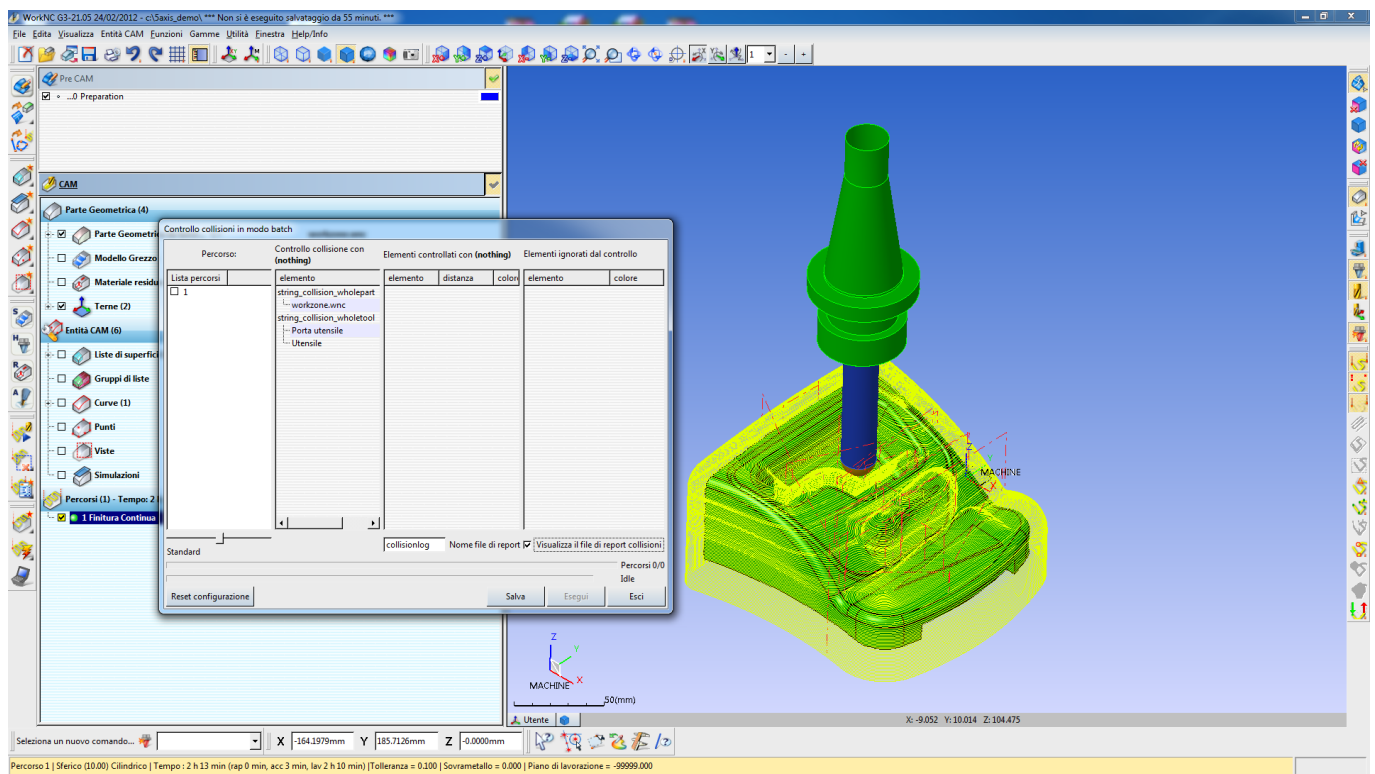 WorkNC G3-21.05 24/02/2012 - c:\5axis_demo\ *** Non si è eseguito salvataggio da 55 minuti. ***
File Edita Visualizza Entità CAM Funzioni Gamme Utilità Finestra Help/Info
1
Pre CAM
...0 Preparation
CAM
Parte Geometrica (4)
Parte Geometri
Modello Grezzo
Materiale residu
Terne (2)
Entità CAM (6)
Liste di superfici
Gruppi di liste
Curve (1)
Punti
Viste
Simulazioni
Percorsi (1) - Tempo: 2
1 Finitura Continua
Controllo collisioni in modo batch
Percorso:
Controllo collisione con (nothing)
Elementi controllati con (nothing)
Elementi ignorati dal controllo
Lista percorsi
elemento
elemento distanza colore
elemento colore
1
string_collision_wholepart
workzone.wnc
string_collision_wholetool
Porta utensile
Utensile
Standard
collisionlog Nome file di report Visualizza il file di report collisioni
Percorsi 0/0
Idle
Reset configurazione Salva Esegui Esci
Z
MACHINE
X
Z
Y
X
MACHINE
50(mm)
Utente
X: -9.052 Y: 10.014 Z: 104.475
Seleziona un nuovo comando... X -164.1979mm Y 185.7126mm Z -0.0000mm
Percorso 1 | Sferico (10.00) Cilindrico | Tempo : 2 h 13 min (rap 0 min, acc 3 min, lav 2 h 10 min) |Tolleranza = 0.100 | Sovrametallo = 0.000 | Piano di lavorazione = -99999.000